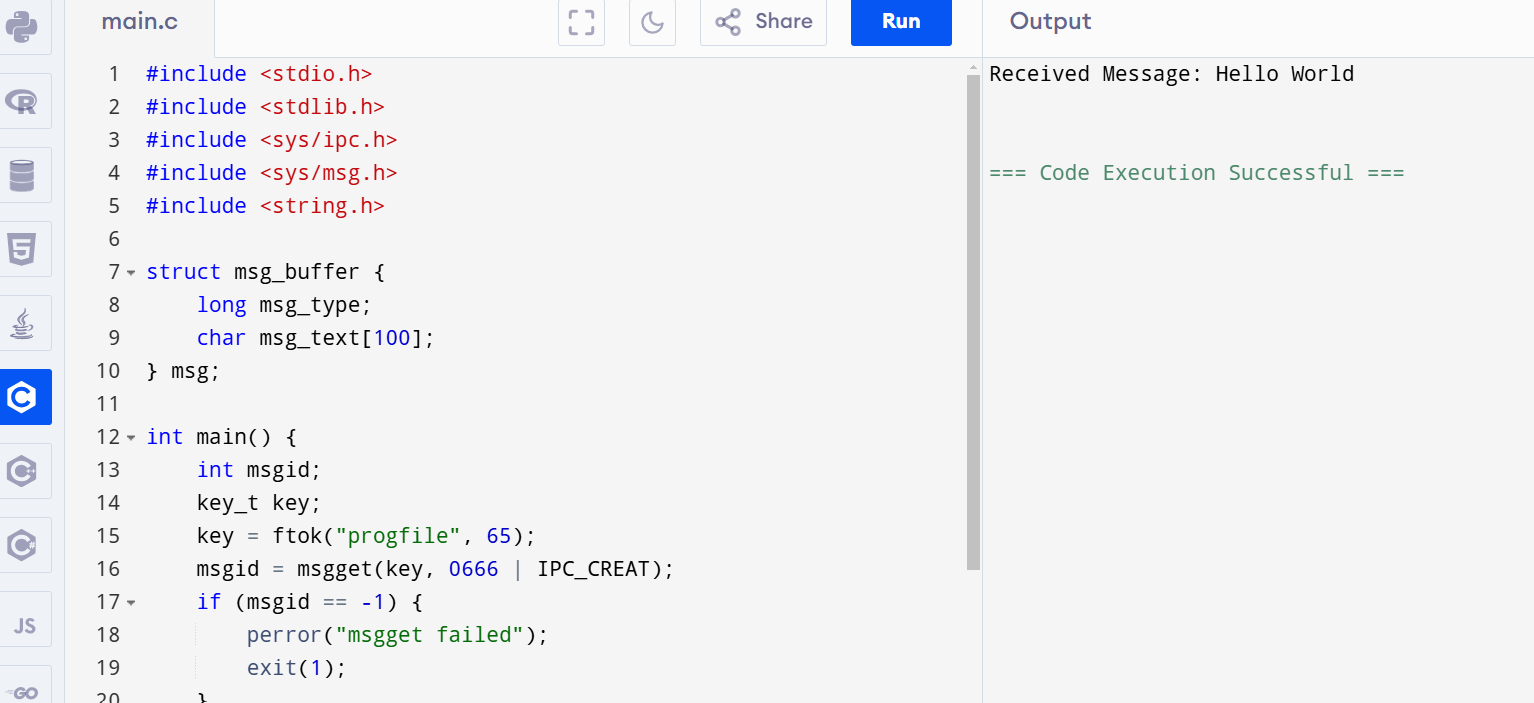 main.c
Share
Run
Output
1 #include <stdio.h>
2 #include <stdlib.h>
3 #include <sys/ipc.h>
4 #include <sys/msg.h>
5 #include <string.h>
6
7 struct msg_buffer {
8     long msg_type;
9     char msg_text[100];
10 } msg;
11
12 int main() {
13     int msgid;
14     key_t key;
15     key = ftok("progfile", 65);
16     msgid = msgget(key, 0666 | IPC_CREAT);
17     if (msgid == -1) {
18         perror("msgget failed");
19         exit(1);
20     }
Received Message: Hello World
=== Code Execution Successful ===
R
5
C
C++
C#
JS
GO